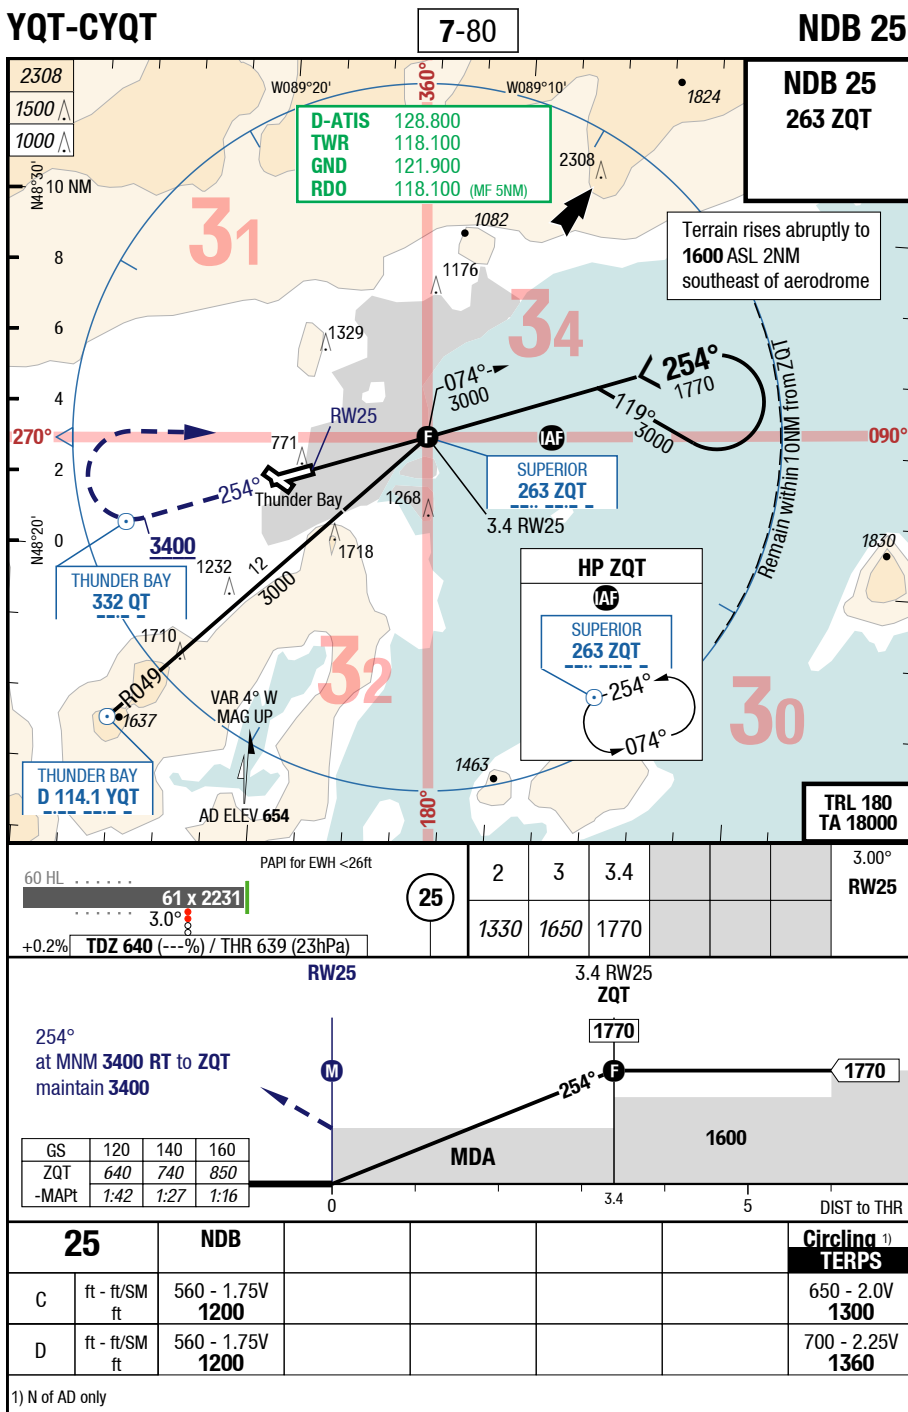 YQT-CYQT
7-80
NDB 25
2308
1500
1000
NDB 25
263 ZQT
W089°20'
360°
W089°10'
D-ATIS 128.800
TWR 118.100
GND 121.900
RDO 118.100 (MF 5NM)
1824
2308
N48°30'
10 NM
31
1082
Terrain rises abruptly to
1600 ASL 2NM
southeast of aerodrome
8
1176
34
6
1329
254°
1770
074°
3000
4
119°
3000
RW25
270°
771
F
IAF
090°
2
254°
Thunder Bay
SUPERIOR
263 ZQT
1268
3.4 RW25
Remain within 10NM from ZQT
N48°20'
0
3400
1718
1830
THUNDER BAY
332 QT
1232
12
3000
HP ZQT
IAF
SUPERIOR
263 ZQT
254°
074°
1710
R049
32
30
1637
VAR 4° W
MAG UP
THUNDER BAY
D 114.1 YQT
1463
AD ELEV 654
180°
TRL 180
TA 18000
60 HL
PAPI for EWH <26ft
61 x 2231
3.0°
+0.2%
TDZ 640 (---%) / THR 639 (23hPa)
25
2 3 3.4
1330 1650 1770
3.00°
RW25
RW25
3.4 RW25
ZQT
1770
254°
at MNM 3400 RT to ZQT
maintain 3400
M
254°
F
1770
MDA
1600
GS 120 140 160
ZQT 640 740 850
-MAPt 1:42 1:27 1:16
0
3.4
5
DIST to THR
25 NDB Circling 1)
TERPS
C ft - ft/SM 560 - 1.75V 650 - 2.0V
ft 1200 1300
D ft - ft/SM 560 - 1.75V 700 - 2.25V
ft 1200 1360
1) N of AD only